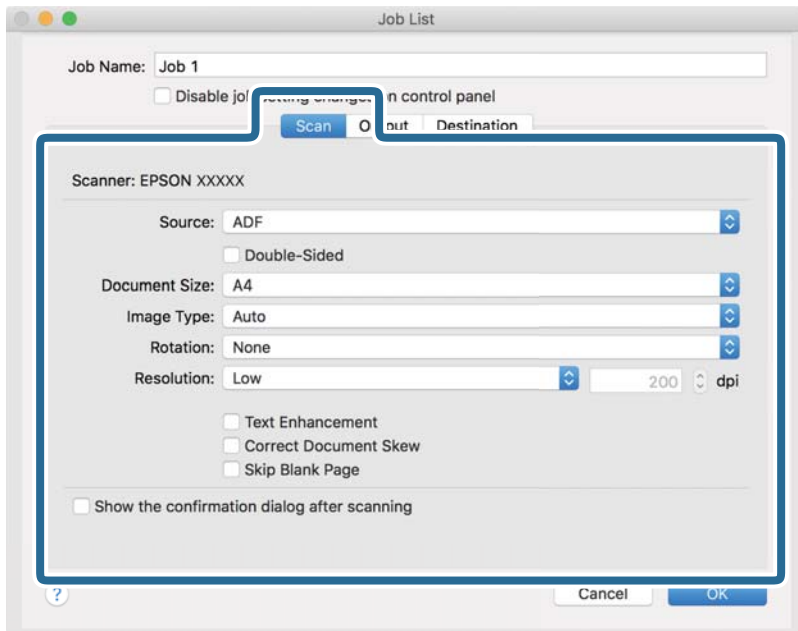 Job List
Job Name: Job 1
Disable control panel
Scan Destination
Scanner: EPSON XXXXX
Source: ADF
Double-Sided
Document Size: A4
Image Type: Auto
Rotation: None
Resolution: Low 200 dpi
Text Enhancement
Correct Document Skew
Skip Blank Page
Show the confirmation dialog after scanning
? Cancel OK